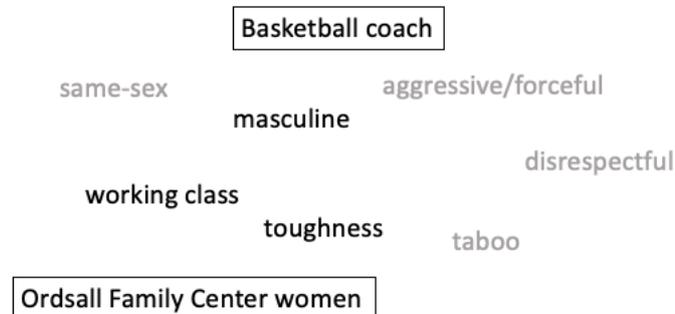 Basketball coach
same-sex
aggressive/forceful
masculine
disrespectful
working class
toughness
taboo
Ordsall Family Center women